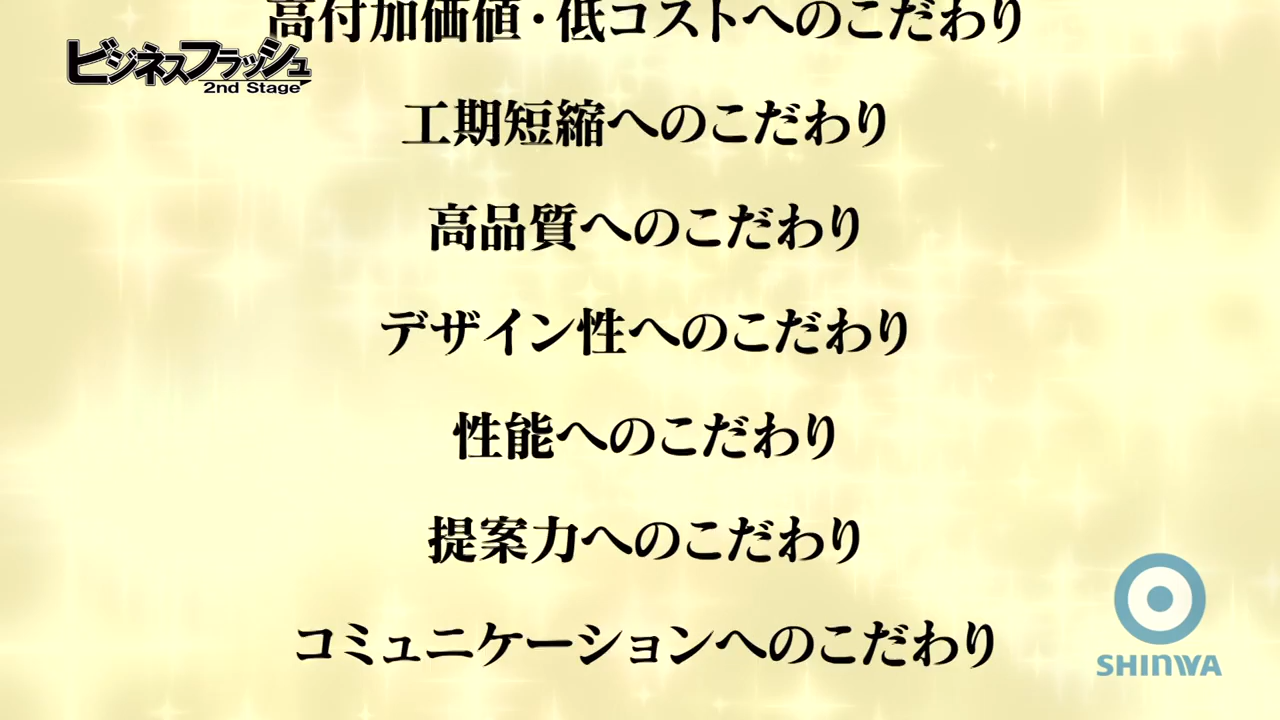 高付加価値・低コストへのこだわり
ビジネスフラッシュ
2nd Stage
工期短縮へのこだわり
高品質へのこだわり
デザイン性へのこだわり
性能へのこだわり
提案力へのこだわり
コミュニケーションへのこだわり
SHINWA